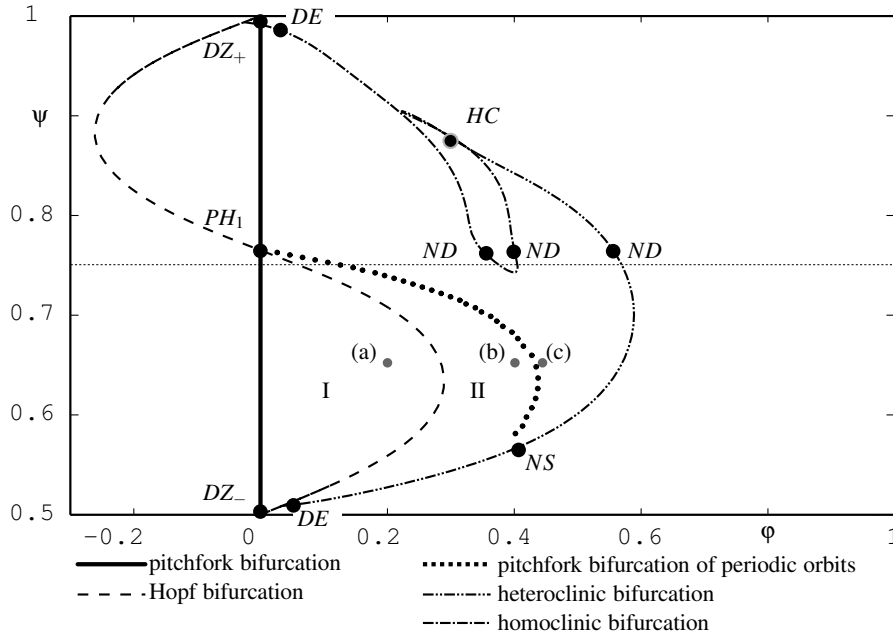 1
DE
DZ+
ψ
HC
0.9
0.8
PH1
ND
ND
ND
0.7
(a)
(b)
(c)
I
II
0.6
NS
DZ−
0.5
DE
-0.2
0
0.2
0.4
0.6
φ
1
pitchfork bifurcation
pitchfork bifurcation of periodic orbits
Hopf bifurcation
heteroclinic bifurcation
homoclinic bifurcation